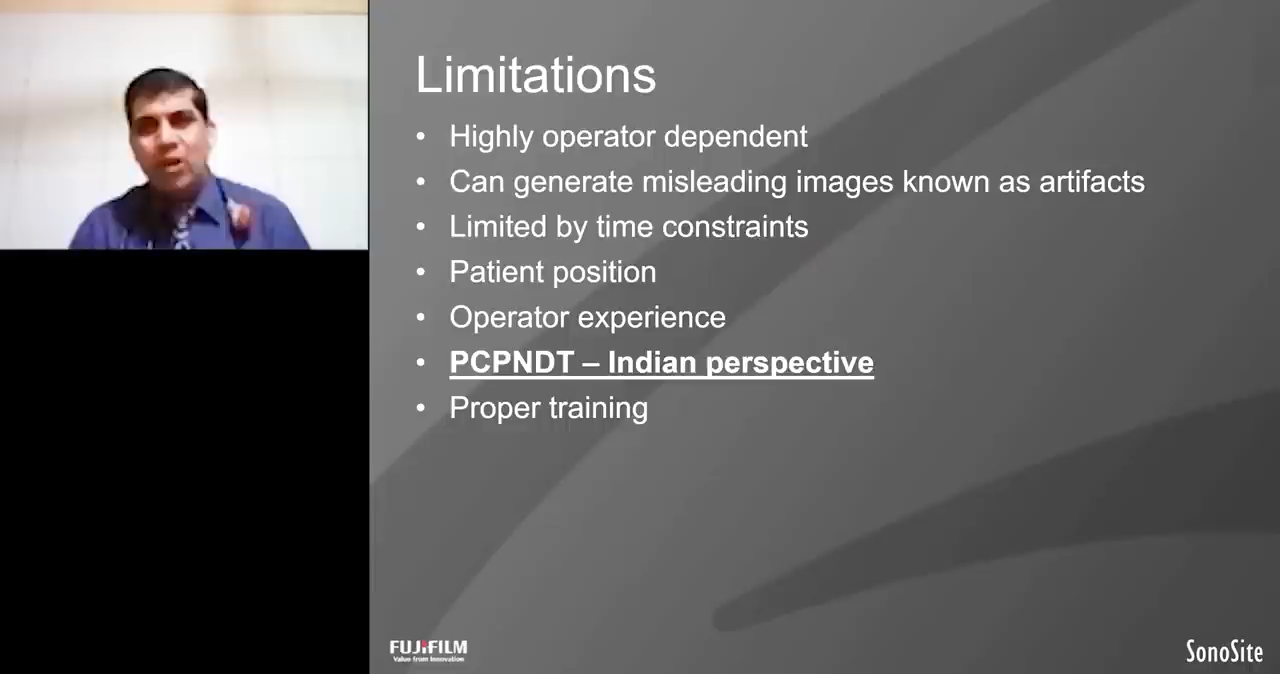 Limitations
• Highly operator dependent
• Can generate misleading images known as artifacts
• Limited by time constraints
• Patient position
• Operator experience
• PCPNDT – Indian perspective
• Proper training
FUJIFILM
Value from Innovation
SonoSite